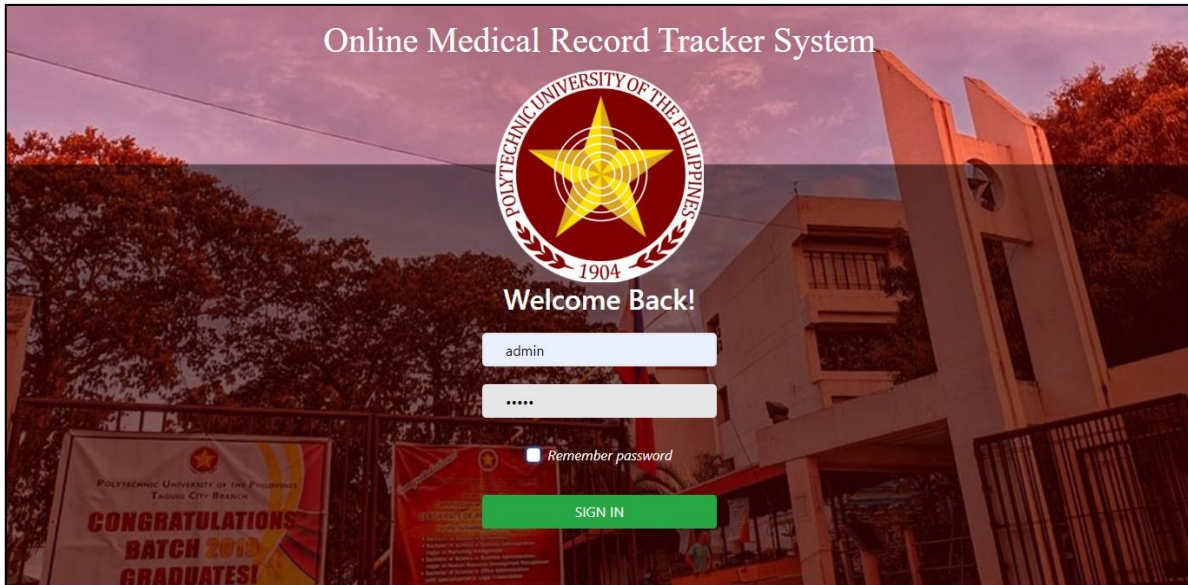 Online Medical Record Tracker System
POLYTECHNIC UNIVERSITY OF THE PHILIPPINES
1904
Welcome Back!
admin
•••••
Remember password
SIGN IN
POLYTECHNIC UNIVERSITY OF THE PHILIPPINES
TAGUIG CITY BRANCH
CONGRATULATIONS
BATCH 2019
GRADUATES!